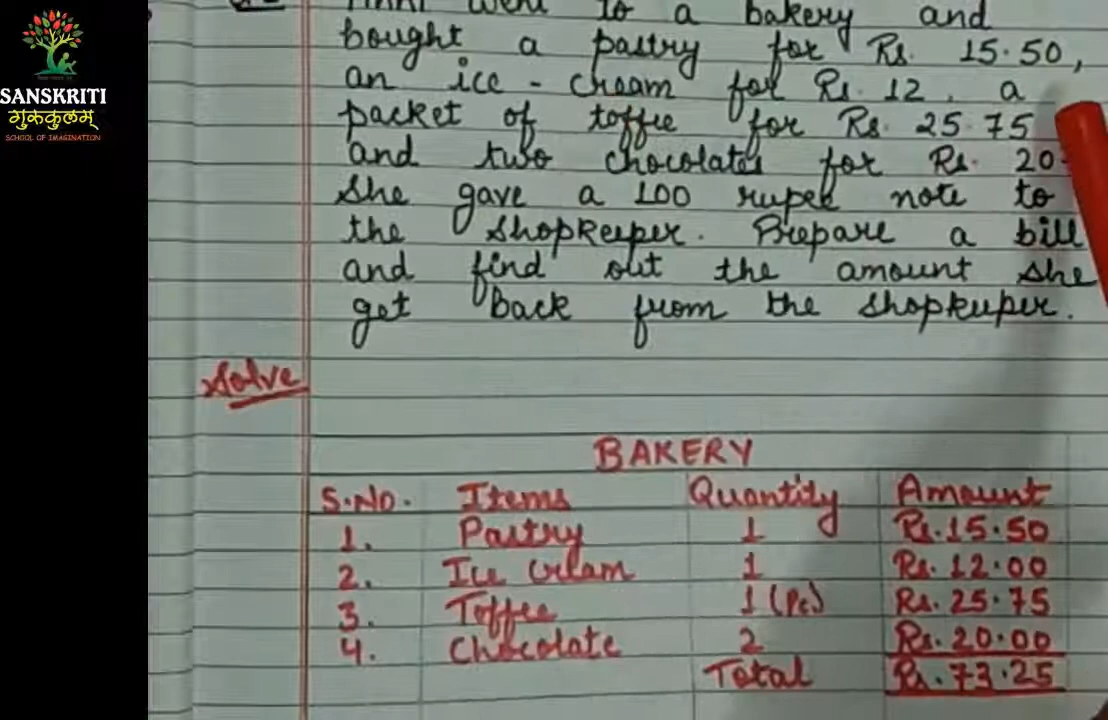 SANSKRITI
गुरुकुलम्
SCHOOL OF IMAGINATION
went to a bakery and
bought a pastry for Rs. 15.50,
an ice - cream for Rs. 12, a
packet of toffee for Rs. 25.75
and two chocolates for Rs. 20.
She gave a 100 rupee note to
the Shopkeeper. Prepare a bill
and find out the amount she
get back from the shopkeeper.
Solve
BAKERY
S.No. Items Quantity Amount
1. Pastry 1 Rs.15.50
2. Ice cream 1 Rs.12.00
3. Toffee 1 (Pc) Rs.25.75
4. Chocolate 2 Rs.20.00
Total Rs.73.25